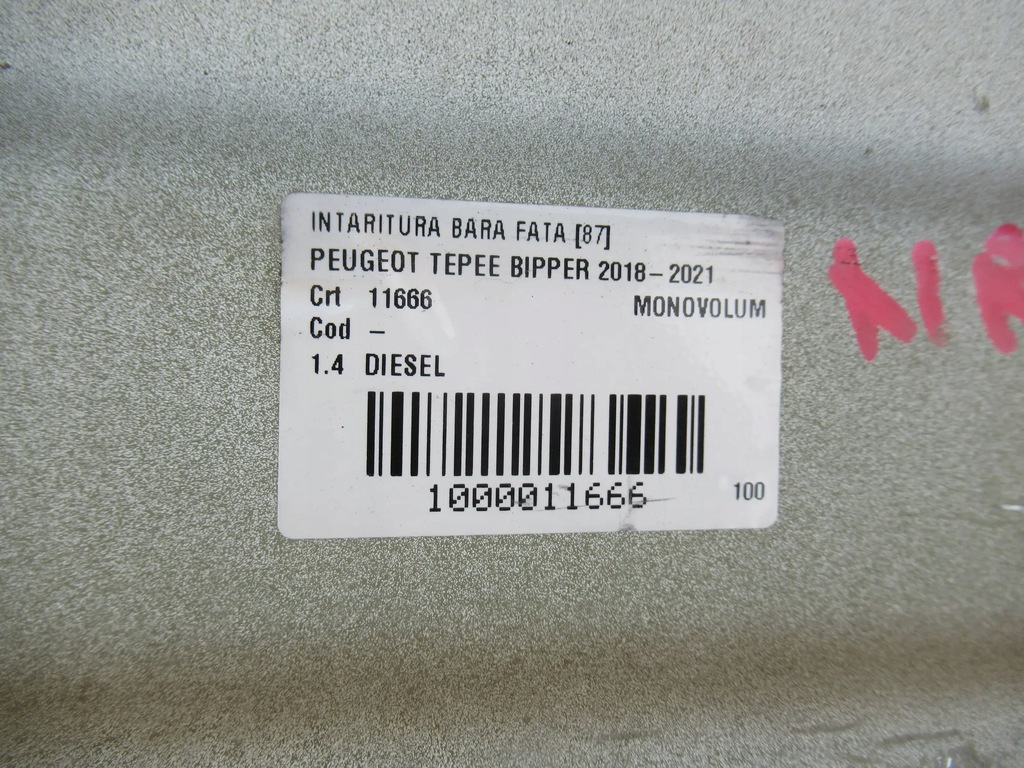 INTARITURA BARA FATA [87]
PEUGEOT TEPEE BIPPER 2018-2021
Crt 11666 MONOVOLUM
Cod -
1.4 DIESEL
1000011666 100